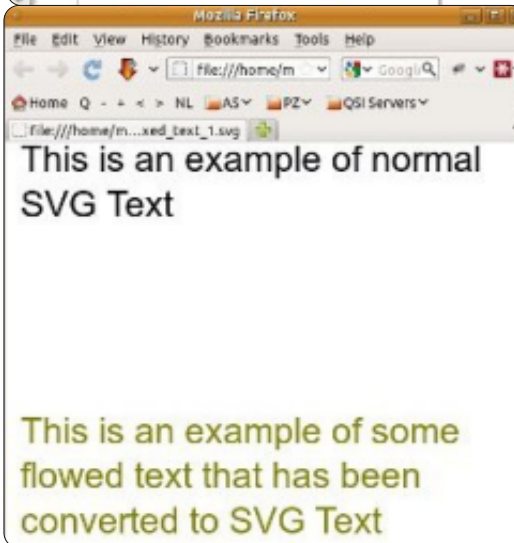 Mozilla Firefox
File Edit View History Bookmarks Tools Help
file:///home/m Googl
Home Q - + < > NL AS PZ QSI Servers
file:///home/m...xed_text_1.svg
This is an example of normal
SVG Text
This is an example of some
flowed text that has been
converted to SVG Text